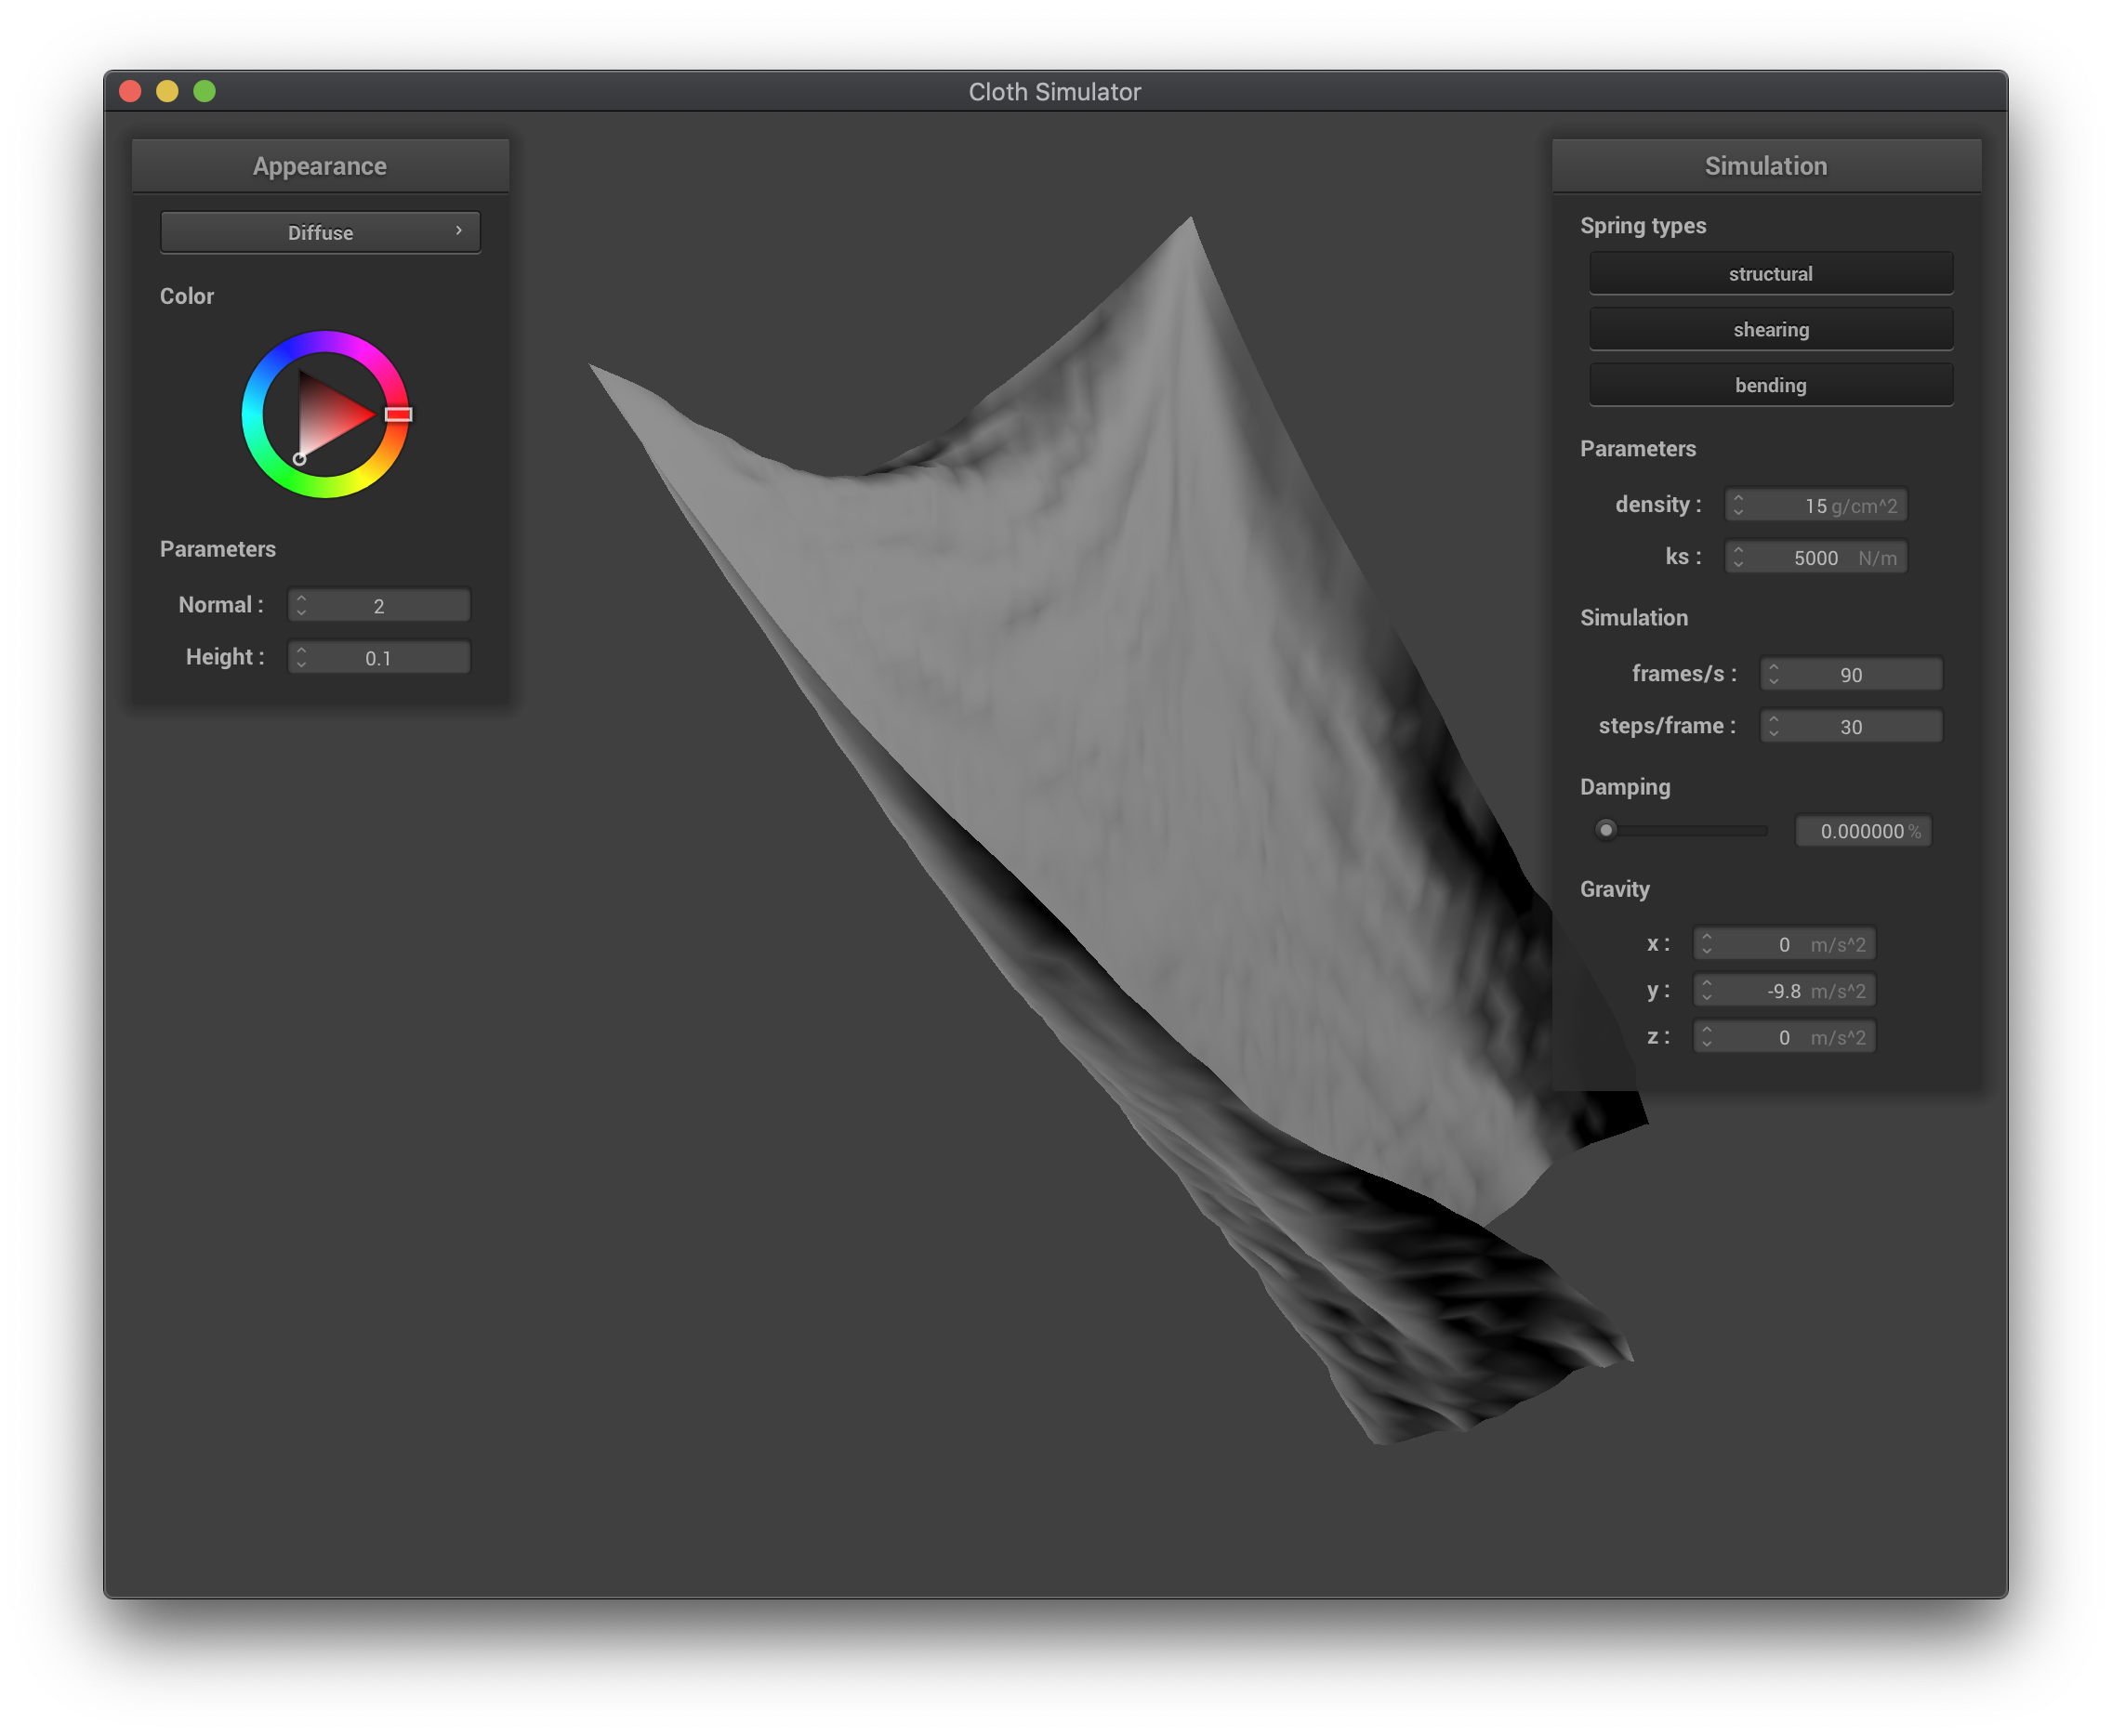 Cloth Simulator
Appearance
Diffuse
Color
Parameters
Normal : 2
Height : 0.1
Simulation
Spring types
structural
shearing
bending
Parameters
density : 15 g/cm^2
ks : 5000 N/m
Simulation
frames/s : 90
steps/frame : 30
Damping
0.000000 %
Gravity
x : 0 m/s^2
y : -9.8 m/s^2
z : 0 m/s^2